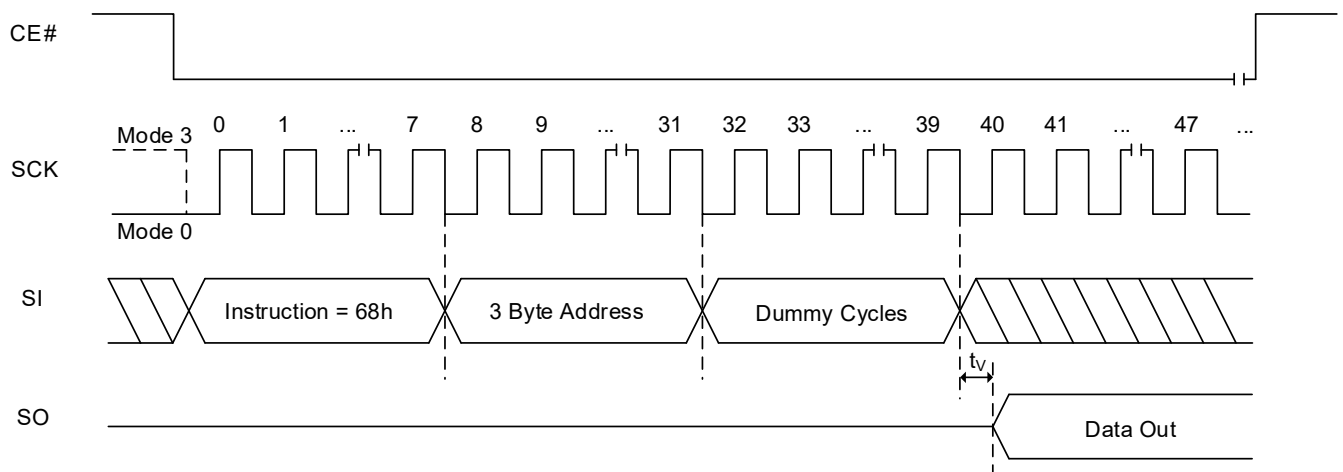 CE#
Mode 3
0 1 ... 7 8 9 ... 31 32 33 ... 39 40 41 ... 47 ...
SCK
Mode 0
SI
Instruction = 68h
3 Byte Address
Dummy Cycles
tV
SO
Data Out